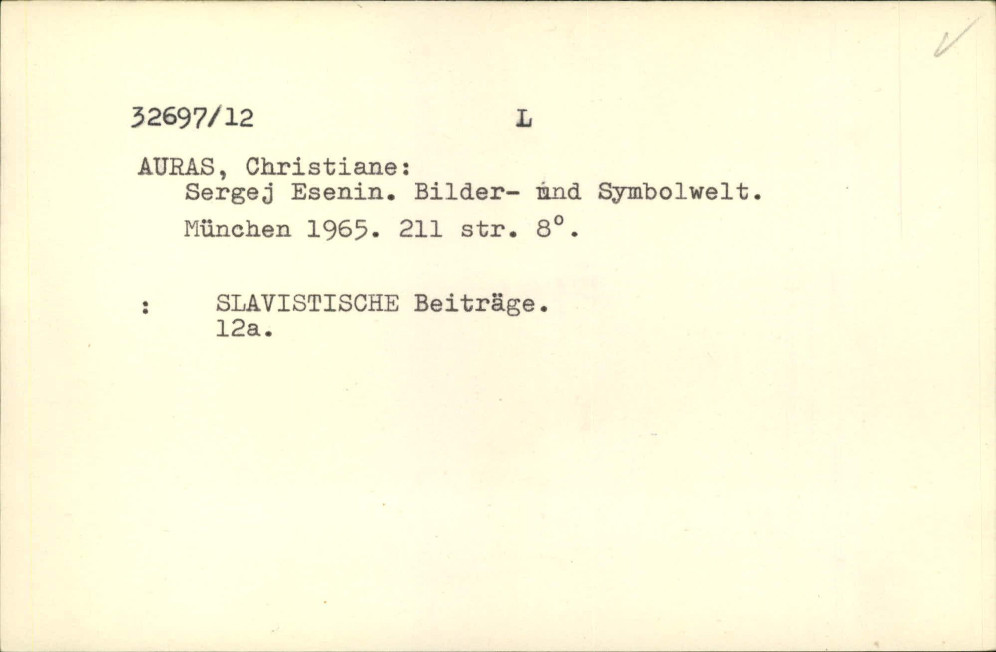 32697/12 L
AURAS, Christiane:
Sergej Esenin. Bilder- und Symbolwelt.
München 1965. 211 str. 8°.
: SLAVISTISCHE Beiträge.
12a.